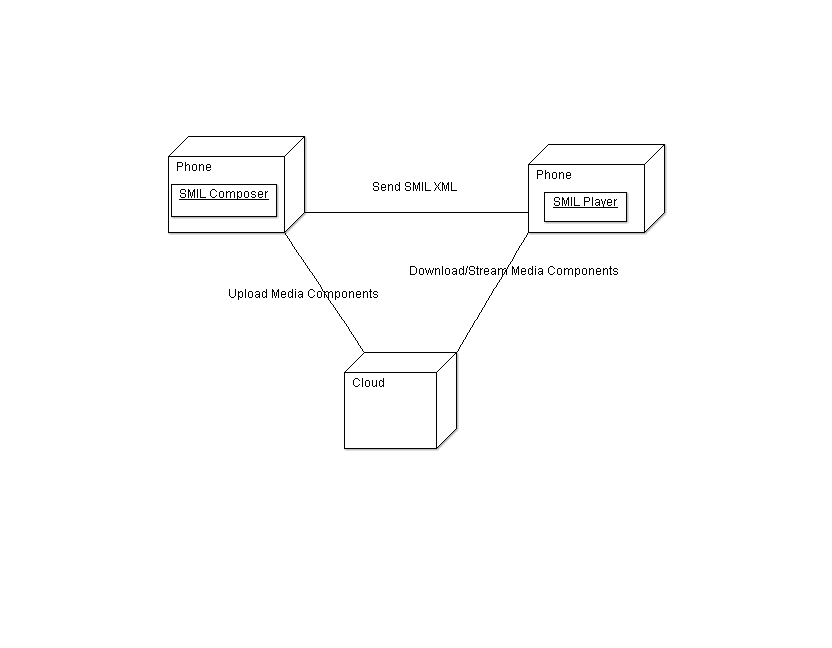 Phone
SMIL Composer
Send SMIL XML
Phone
SMIL Player
Download/Stream Media Components
Upload Media Components
Cloud